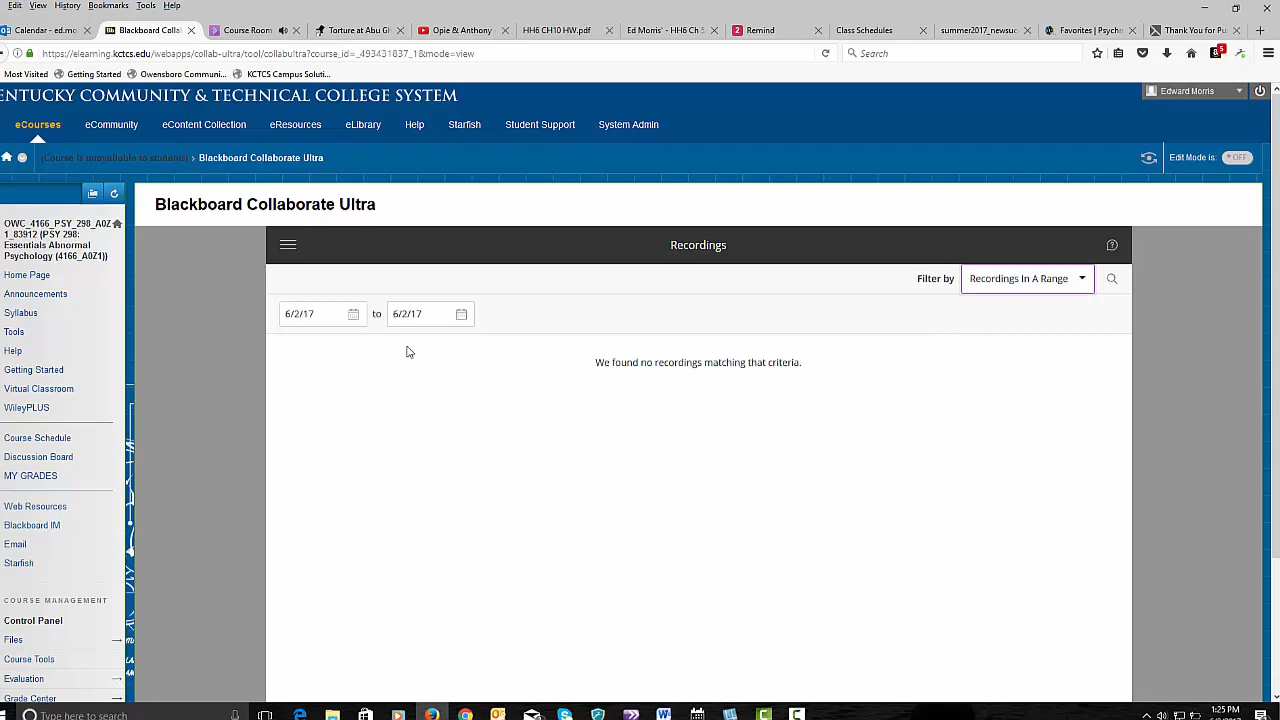 Edit View History Bookmarks Tools Help
Calendar - ed.mo
Blackboard Collal
Course Room
Torture at Abu Gh
Opie & Anthony
HH6 CH10 HW.pdf
Ed Morris' - HH6 Ch
Remind
Class Schedules
summer2017_newsuc
Favorites | Psychn
Thank You for Pu
https://elearning.kctcs.edu/webapps/collab-ultra/tool/collabultra?course_id=_493431837_1&mode=view
Search
5
Most Visited
Getting Started
Owensboro Communi...
KCTCS Campus Soluti...
ENTUCKY COMMUNITY & TECHNICAL COLLEGE SYSTEM
Edward Morris
eCourses eCommunity eContent Collection eResources eLibrary Help Starfish Student Support System Admin
(Course is unavailable to students) › Blackboard Collaborate Ultra
Edit Mode is: OFF
OWC_4166_PSY_298_A0Z
1_83912 (PSY 298:
Essentials Abnormal
Psychology (4166_A0Z1))
Home Page
Announcements
Syllabus
Tools
Help
Getting Started
Virtual Classroom
WileyPLUS
Course Schedule
Discussion Board
MY GRADES
Web Resources
Blackboard IM
Email
Starfish
COURSE MANAGEMENT
Control Panel
Files
Course Tools
Evaluation
Grade Center
Blackboard Collaborate Ultra
Recordings
Filter by Recordings In A Range
6/2/17 to 6/2/17
We found no recordings matching that criteria.
Type here to search
1:25 PM